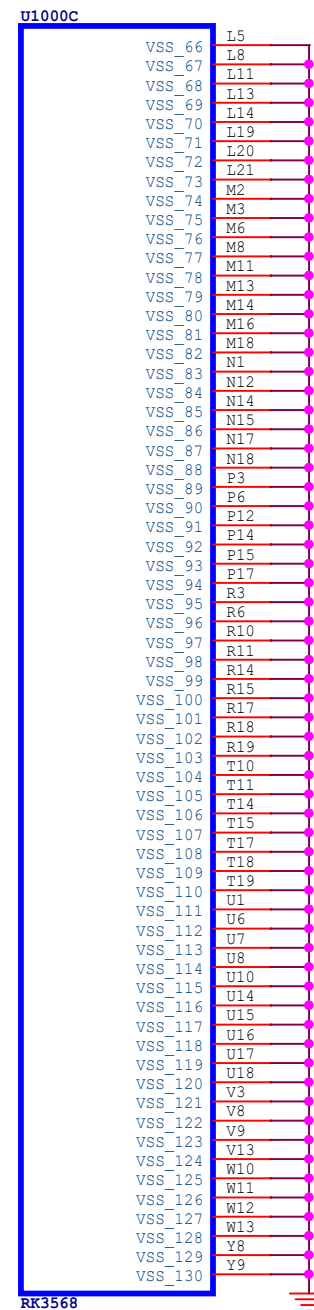 U1000C
VSS_66 L5
VSS_67 L8
VSS_68 L11
VSS_69 L13
VSS_70 L14
VSS_71 L19
VSS_72 L20
VSS_73 L21
VSS_74 M2
VSS_75 M3
VSS_76 M6
VSS_77 M8
VSS_78 M11
VSS_79 M13
VSS_80 M14
VSS_81 M16
VSS_82 M18
VSS_83 N1
VSS_84 N12
VSS_85 N14
VSS_86 N15
VSS_87 N17
VSS_88 N18
VSS_89 P3
VSS_90 P6
VSS_91 P12
VSS_92 P14
VSS_93 P15
VSS_94 P17
VSS_95 R3
VSS_96 R6
VSS_97 R10
VSS_98 R11
VSS_99 R14
VSS_100 R15
VSS_101 R17
VSS_102 R18
VSS_103 R19
VSS_104 T10
VSS_105 T11
VSS_106 T14
VSS_107 T15
VSS_108 T17
VSS_109 T18
VSS_110 T19
VSS_111 U1
VSS_112 U6
VSS_113 U7
VSS_114 U8
VSS_115 U10
VSS_116 U14
VSS_117 U15
VSS_118 U16
VSS_119 U17
VSS_120 U18
VSS_121 V3
VSS_122 V8
VSS_123 V9
VSS_124 V13
VSS_125 W10
VSS_126 W11
VSS_127 W12
VSS_128 W13
VSS_129 Y8
VSS_130 Y9
RK3568